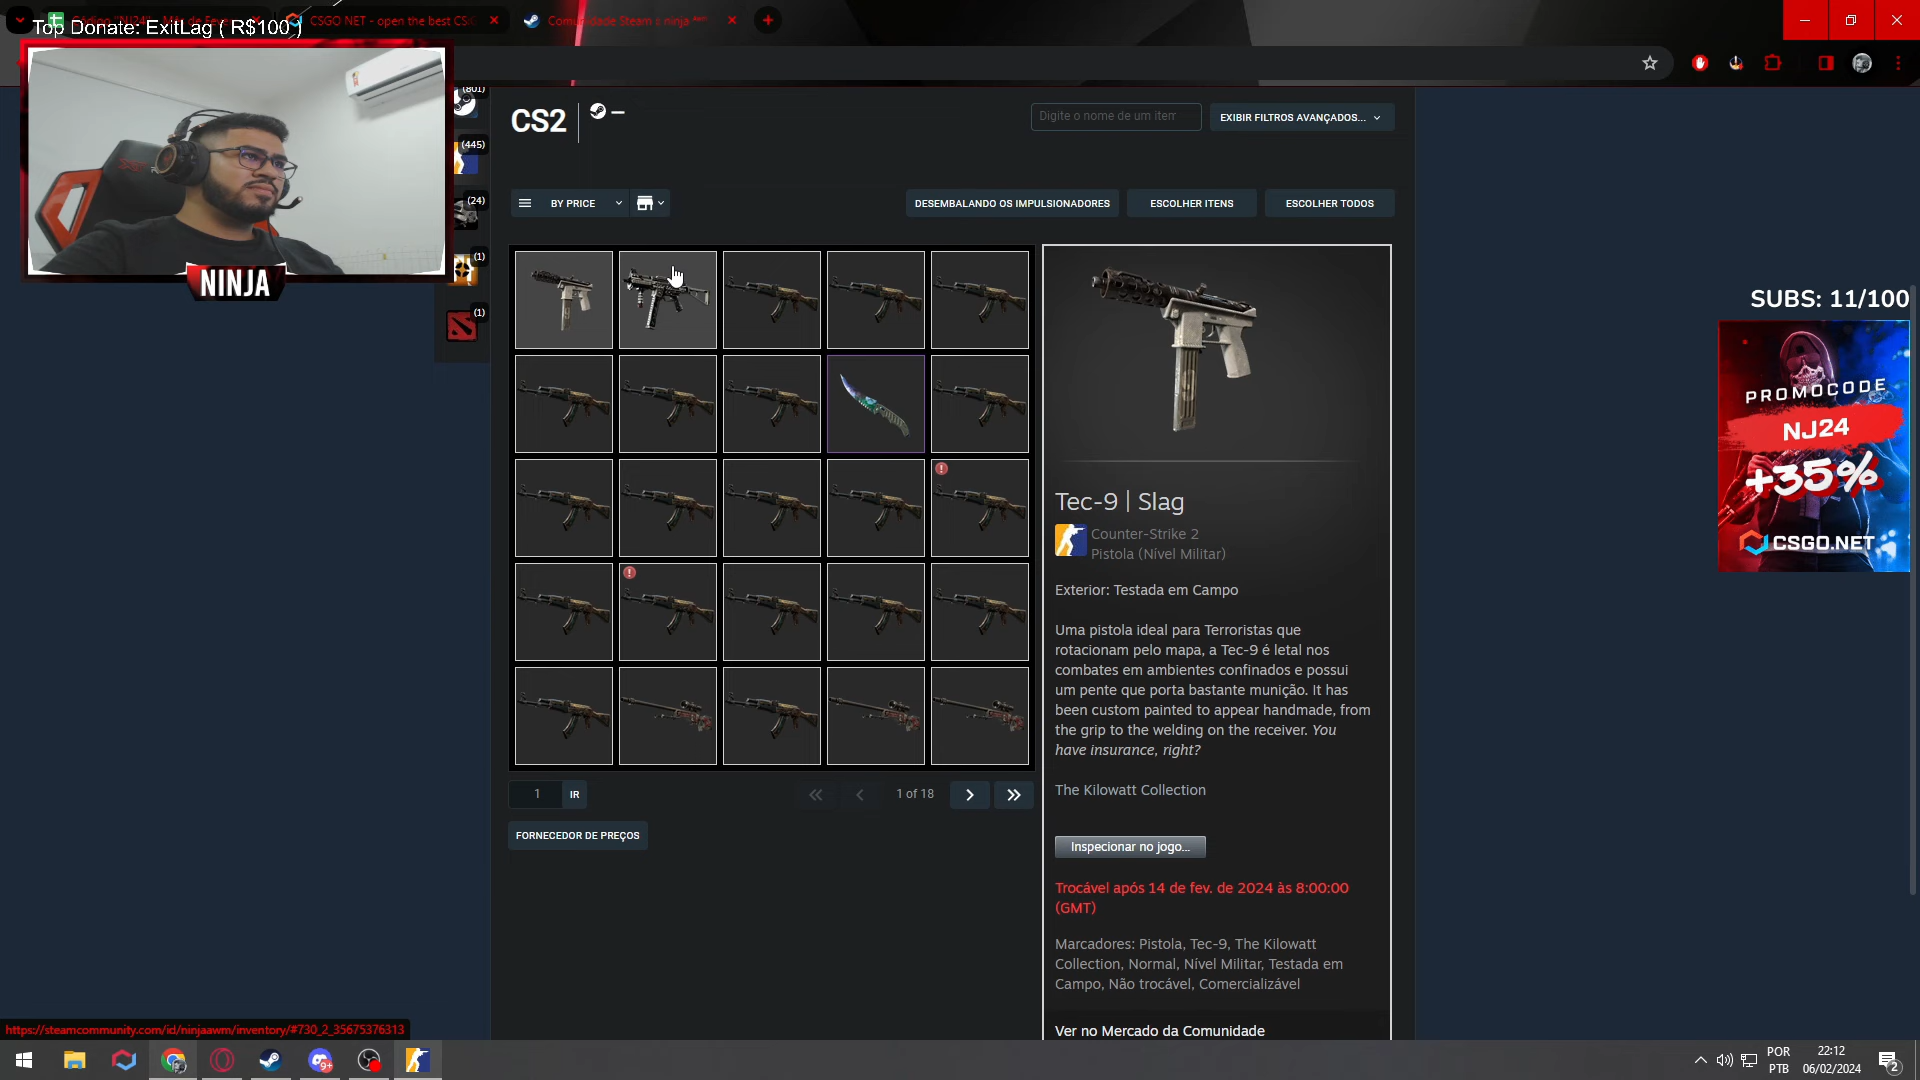 Top Donate: ExitLag ( R$100 )
CSGO NET - open the best CS
Comunidade Steam :: ninja
NINJA
(801)
(445)
(24)
(1)
(1)
CS2
Digite o nome de um item
EXIBIR FILTROS AVANÇADOS...
BY PRICE
DESEMBALANDO OS IMPULSIONADORES
ESCOLHER ITENS
ESCOLHER TODOS
1
IR
1 of 18
FORNECEDOR DE PREÇOS
Tec-9 | Slag
Counter-Strike 2
Pistola (Nível Militar)
Exterior: Testada em Campo
Uma pistola ideal para Terroristas que
rotacionam pelo mapa, a Tec-9 é letal nos
combates em ambientes confinados e possui
um pente que porta bastante munição. It has
been custom painted to appear handmade, from
the grip to the welding on the receiver. You
have insurance, right?
The Kilowatt Collection
Inspecionar no jogo...
Trocável após 14 de fev. de 2024 às 8:00:00
(GMT)
Marcadores: Pistola, Tec-9, The Kilowatt
Collection, Normal, Nível Militar, Testada em
Campo, Não trocável, Comercializável
Ver no Mercado da Comunidade
SUBS: 11/100
PROMOCODE
NJ24
+35%
CSGO.NET
https://steamcommunity.com/id/ninjaawm/inventory/#730_2_35675376313
9+
POR
PTB
22:12
06/02/2024
2